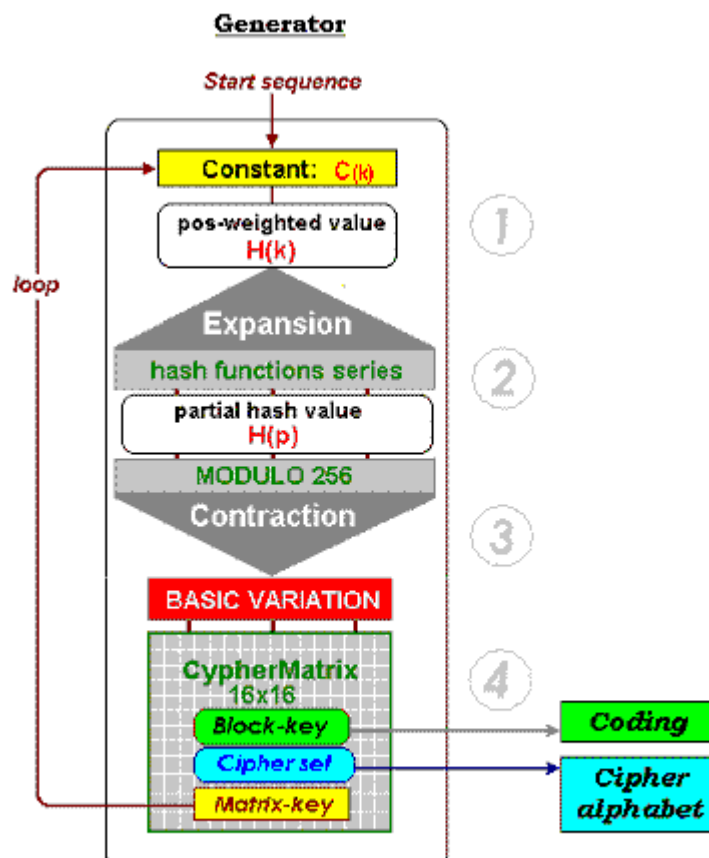 Generator
Start sequence
Constant: C(k)
pos-weighted value
H(k)
1
loop
Expansion
hash functions series
2
partial hash value
H(p)
MODULO 256
Contraction
3
BASIC VARIATION
CypherMatrix
16x16
4
Block-key
Coding
Cipher set
Cipher
alphabet
Matrix-key